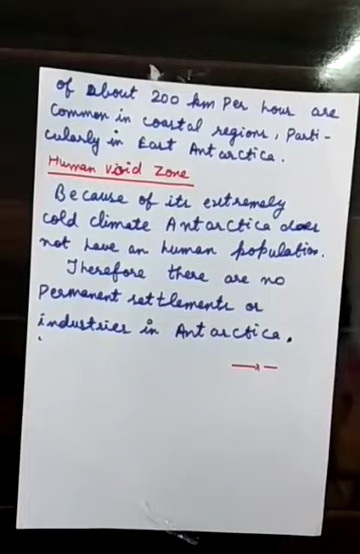 of about 200 km Per hour are
common in coastal regions, Parti-
cularly in East Antarctica.
Human void Zone
Because of its extremely
cold climate Antarctica does
not have an human population.
Therefore there are no
Permanent settlements or
industries in Antarctica.